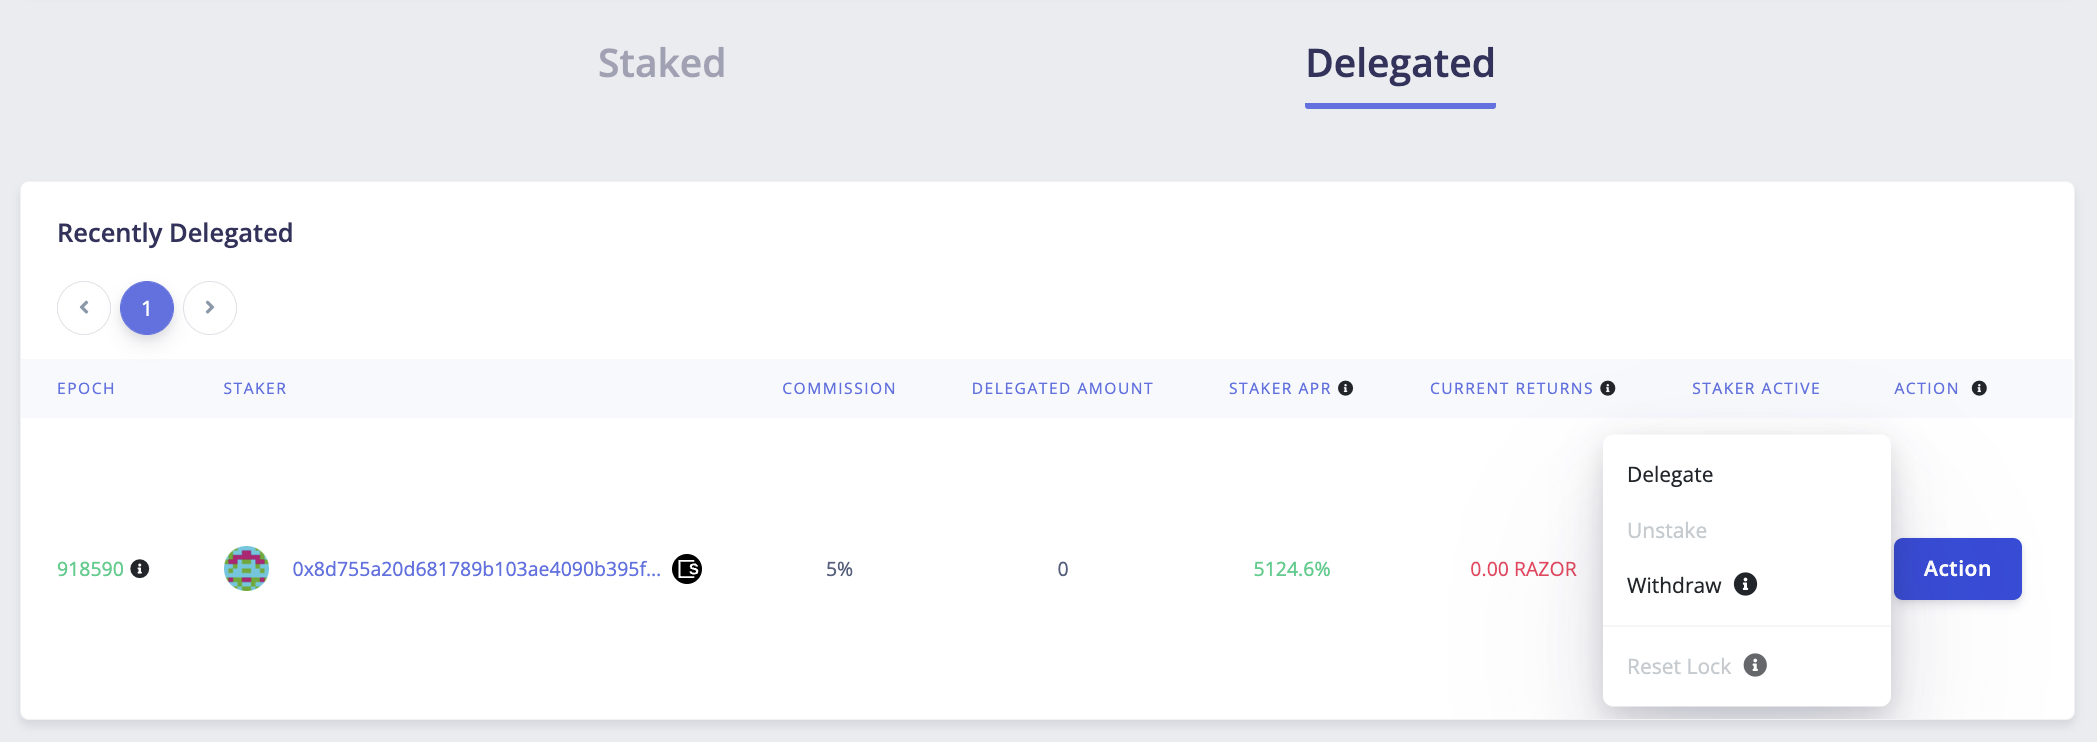 Staked
Delegated
Recently Delegated
1
EPOCH STAKER COMMISSION DELEGATED AMOUNT STAKER APR CURRENT RETURNS STAKER ACTIVE ACTION
918590 0x8d755a20d681789b103ae4090b395f... 5% 0 5124.6% 0.00 RAZOR Action
Delegate
Unstake
Withdraw
Reset Lock